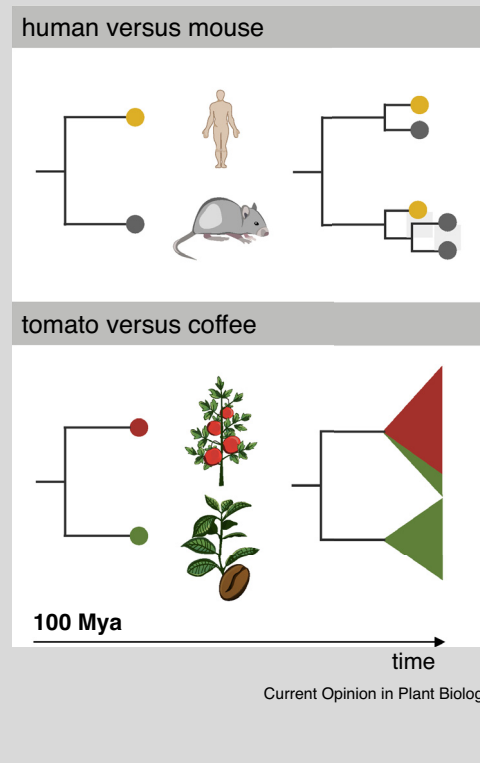 human versus mouse
tomato versus coffee
100 Mya
time
Current Opinion in Plant Biolog